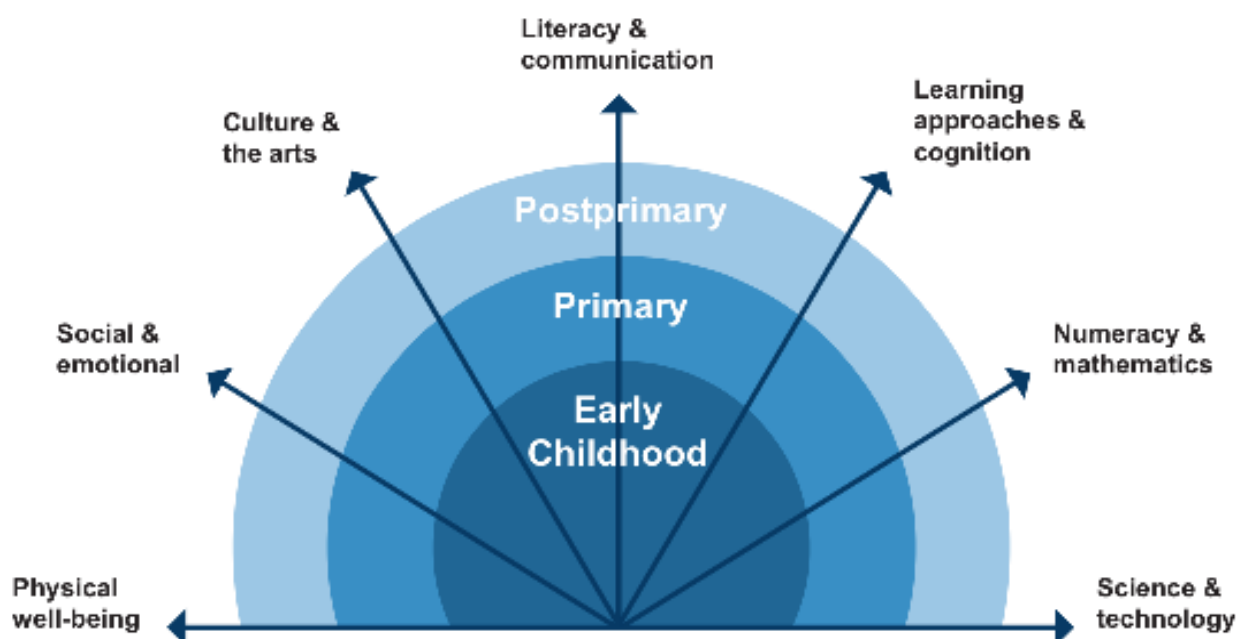 Literacy &
communication
Learning
approaches &
cognition
Culture &
the arts
Postprimary
Primary
Social &
emotional
Numeracy &
mathematics
Early
Childhood
Physical
well-being
Science &
technology